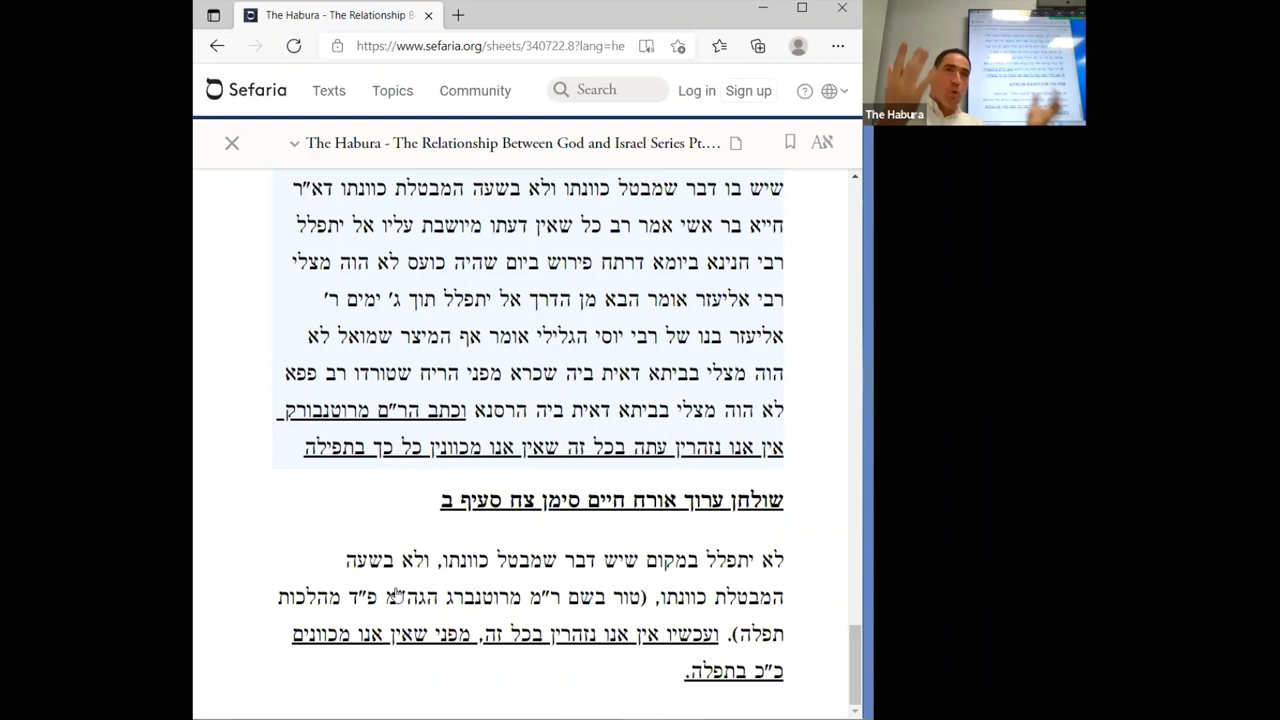 The Habura - The Relationship B
https://www.sefaria.org/sheets/340722.8?lang=he
Sefaria
Texts
Topics
Community
Search
Log in
Sign up
The Habura
The Habura - The Relationship Between God and Israel Series Pt....
שיש בו דבר שמבטל כוונתו ולא בשעה המבטלת כוונתו דא"ר
חייא בר אשי אמר רב כל שאין דעתו מיושבת עליו אל יתפלל
רבי חנינא ביומא דרתח פירוש ביום שהיה כועס לא הוה מצלי
רבי אליעזר אומר הבא מן הדרך אל יתפלל תוך ג' ימים ר'
אליעזר בנו של רבי יוסי הגלילי אומר אף המיצר שמואל לא
הוה מצלי בביתא דאית ביה שכרא מפני הריח שטורדו רב פפא
לא הוה מצלי בביתא דאית ביה הרסנא וכתב הר"ם מרוטנבורק
אין אנו נזהרין עתה בכל זה שאין אנו מכוונין כל כך בתפילה
שולחן ערוך אורח חיים סימן צח סעיף ב
לא יתפלל במקום שיש דבר שמבטל כוונתו, ולא בשעה
המבטלת כוונתו, (טור בשם ר"מ מרוטנברג הגה"מ פ"ד מהלכות
תפלה). ועכשיו אין אנו נזהרין בכל זה, מפני שאין אנו מכוונים
כ"כ בתפלה.